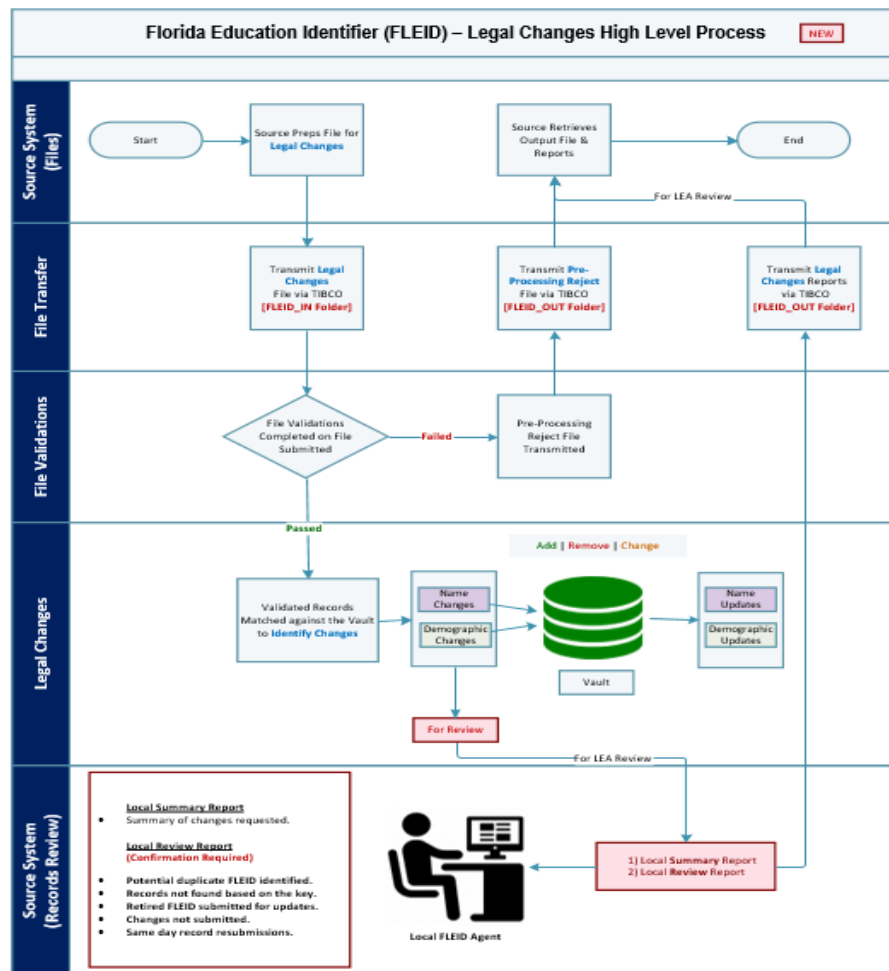 Florida Education Identifier (FLEID) – Legal Changes High Level Process
NEW
Source System
(Files)
Start
Source Preps File for
Legal Changes
Source Retrieves
Output File &
Reports
End
For LEA Review
File Transfer
Transmit Legal
Changes
File via TIBCO
[FLEID_IN Folder]
Transmit Pre-
Processing Reject
File via TIBCO
[FLEID_OUT Folder]
Transmit Legal
Changes Reports
via TIBCO
[FLEID_OUT Folder]
File Validations
File Validations
Completed on File
Submitted
Failed
Pre-Processing
Reject File
Transmitted
Passed
Legal Changes
Add | Remove | Change
Validated Records
Matched against the Vault
to Identify Changes
Name
Changes
Demographic
Changes
Vault
Name
Updates
Demographic
Updates
For Review
For LEA Review
Source System
(Records Review)
Local Summary Report
• Summary of changes requested.
Local Review Report
(Confirmation Required)
• Potential duplicate FLEID identified.
• Records not found based on the key.
• Retired FLEID submitted for updates.
• Changes not submitted.
• Same day record resubmissions.
Local FLEID Agent
1) Local Summary Report
2) Local Review Report